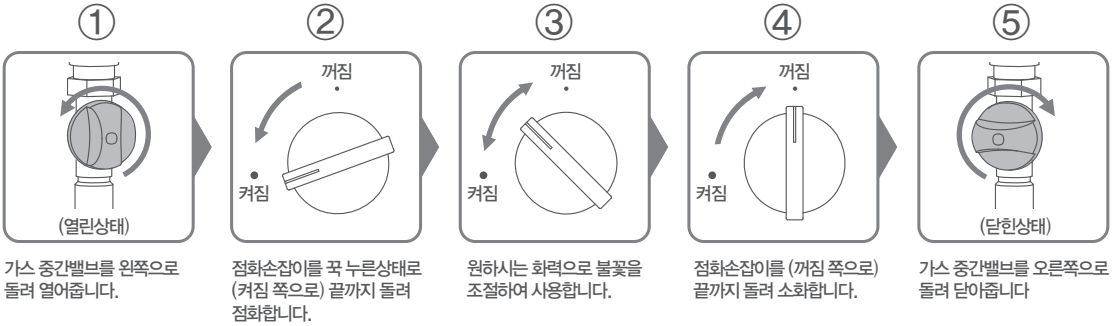 ①
②
③
④
⑤
(열린상태)
꺼짐
켜짐
꺼짐
켜짐
꺼짐
켜짐
(닫힌상태)
가스 중간밸브를 왼쪽으로
돌려 열어줍니다.
점화손잡이를 꾹 누른상태로
(켜짐 쪽으로) 끝까지 돌려
점화합니다.
원하시는 화력으로 불꽃을
조절하여 사용합니다.
점화손잡이를 (꺼짐 쪽으로)
끝까지 돌려 소화합니다.
가스 중간밸브를 오른쪽으로
돌려 닫아줍니다